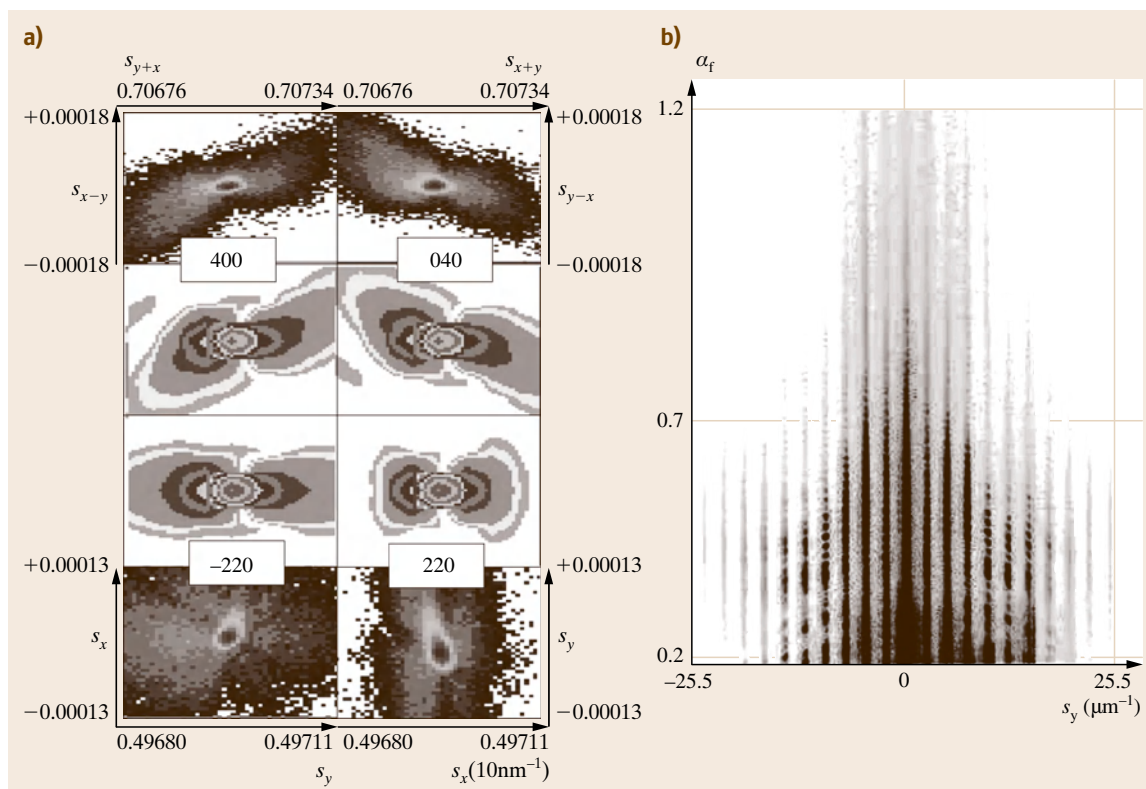 a)
s_{y+x}
0.70676 0.70734
s_{x+y}
0.70676 0.70734
+0.00018
s_{x−y}
−0.00018
+0.00018
s_{y−x}
−0.00018
400
040
−220
220
+0.00013
s_x
−0.00013
+0.00013
s_y
−0.00013
0.49680 0.49711
s_y
0.49680 0.49711
s_x(10nm⁻¹)
b)
α_f
1.2
0.7
0.2
−25.5 0 25.5
s_y (µm⁻¹)